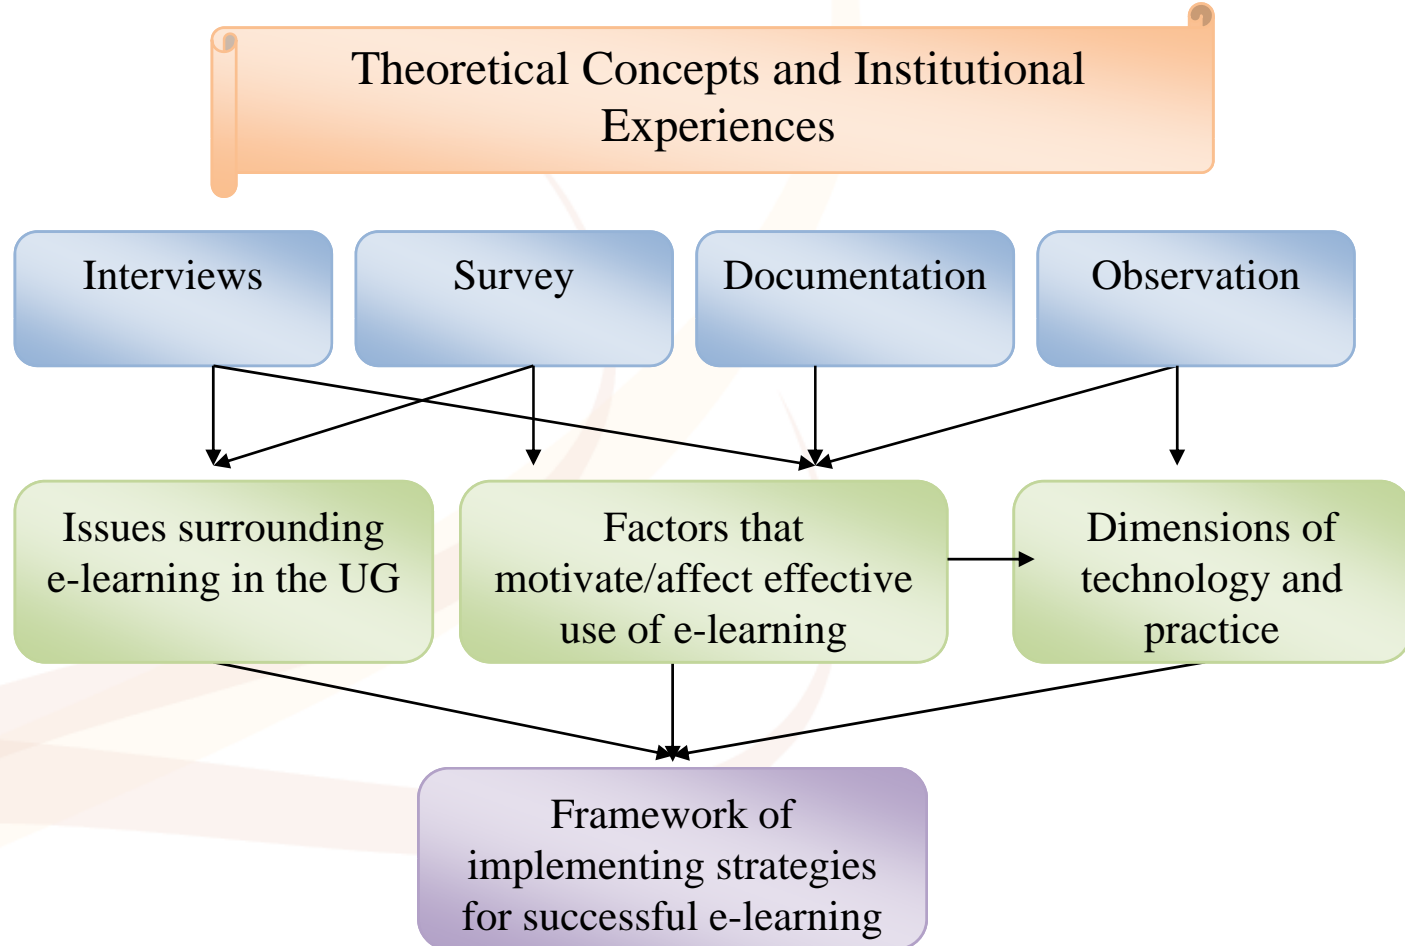 Theoretical Concepts and Institutional
Experiences
Interviews
Survey
Documentation
Observation
Issues surrounding
e-learning in the UG
Factors that
motivate/affect effective
use of e-learning
Dimensions of
technology and
practice
Framework of
implementing strategies
for successful e-learning